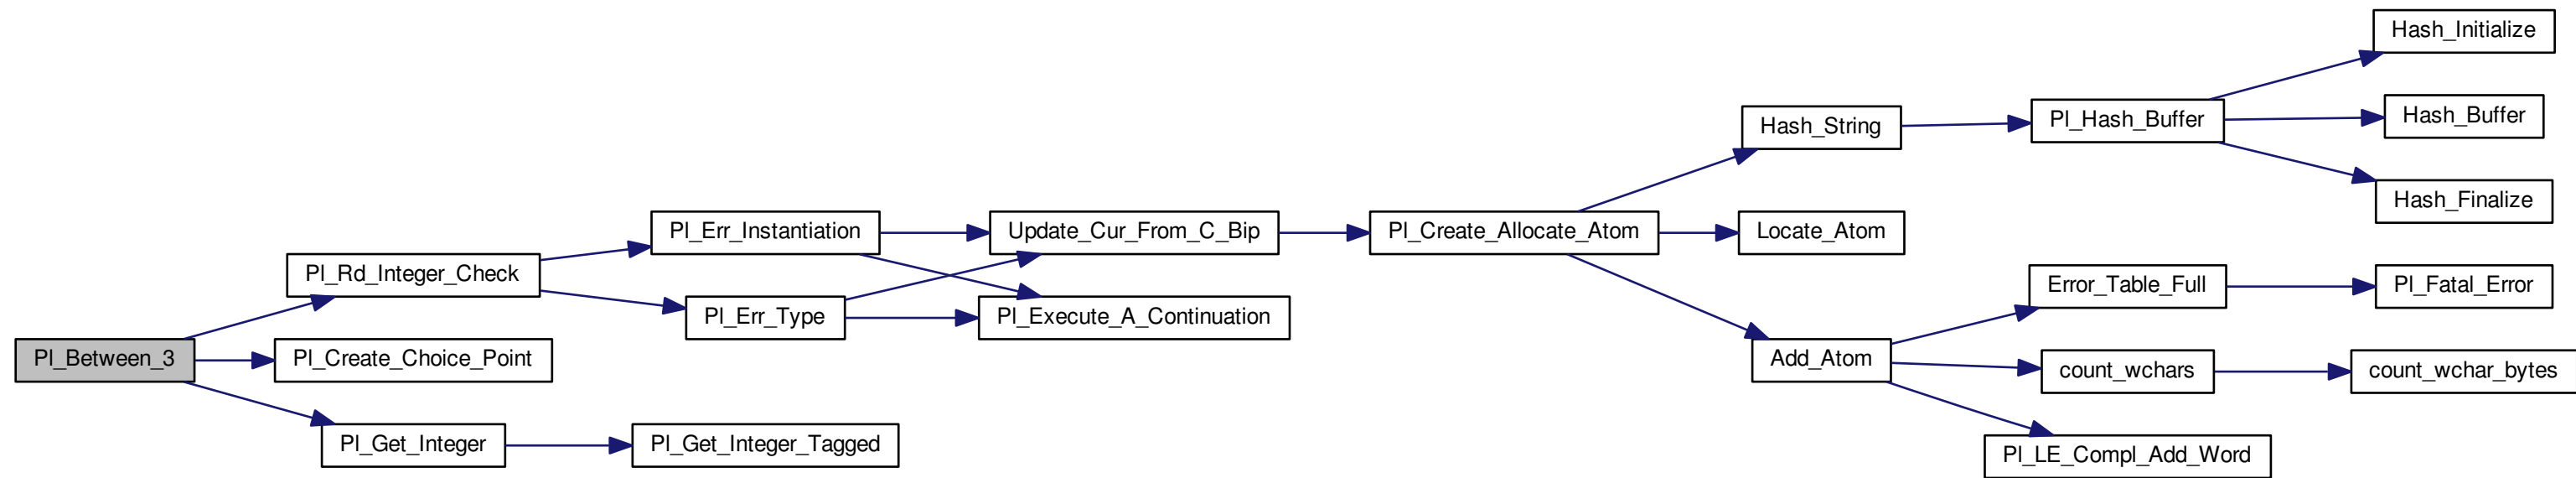 Pl_Between_3
Pl_Rd_Integer_Check
Pl_Create_Choice_Point
Pl_Get_Integer
Pl_Err_Instantiation
Pl_Err_Type
Pl_Get_Integer_Tagged
Update_Cur_From_C_Bip
Pl_Execute_A_Continuation
Pl_Create_Allocate_Atom
Hash_String
Locate_Atom
Add_Atom
Pl_Hash_Buffer
Error_Table_Full
count_wchars
Pl_LE_Compl_Add_Word
Hash_Initialize
Hash_Buffer
Hash_Finalize
Pl_Fatal_Error
count_wchar_bytes